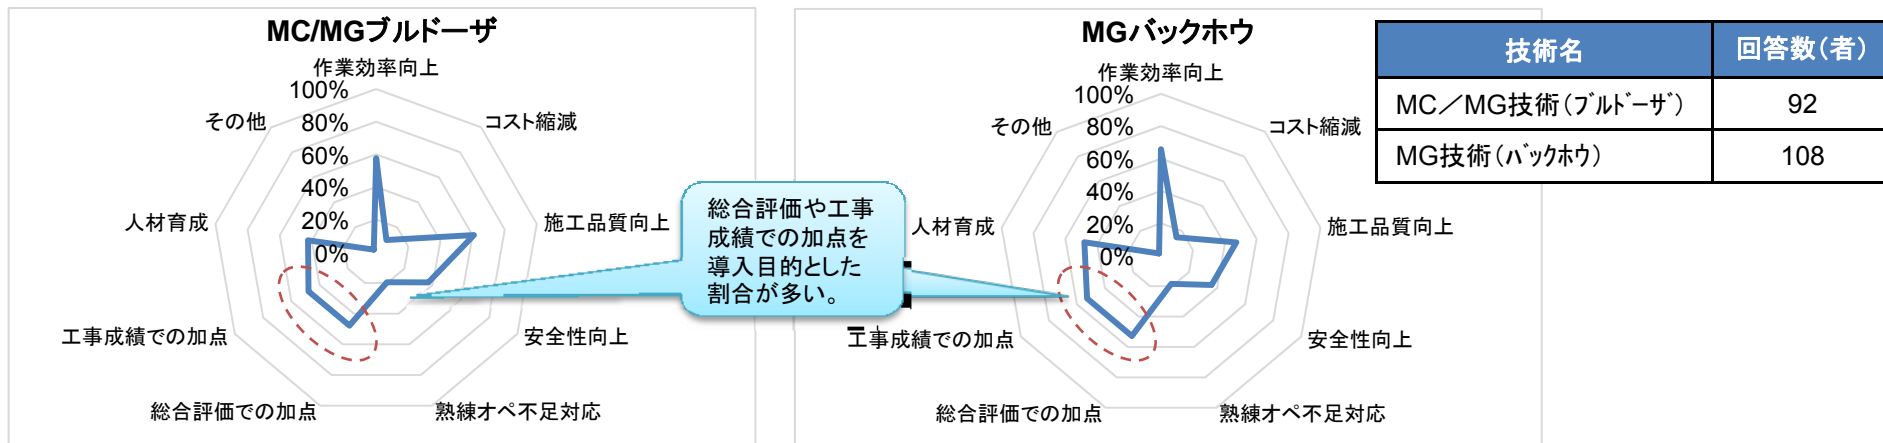 MC/MGブルドーザ
作業効率向上
100%
80%
60%
40%
20%
0%
コスト縮減
施工品質向上
安全性向上
熟練オペ不足対応
総合評価での加点
工事成績での加点
人材育成
その他
総合評価や工事
成績での加点を
導入目的とした
割合が多い。
MGバックホウ
作業効率向上
100%
80%
60%
40%
20%
0%
コスト縮減
施工品質向上
安全性向上
熟練オペ不足対応
総合評価での加点
工事成績での加点
人材育成
その他
技術名 回答数(者)
MC/MG技術(ブルドーザ) 92
MG技術(バックホウ) 108